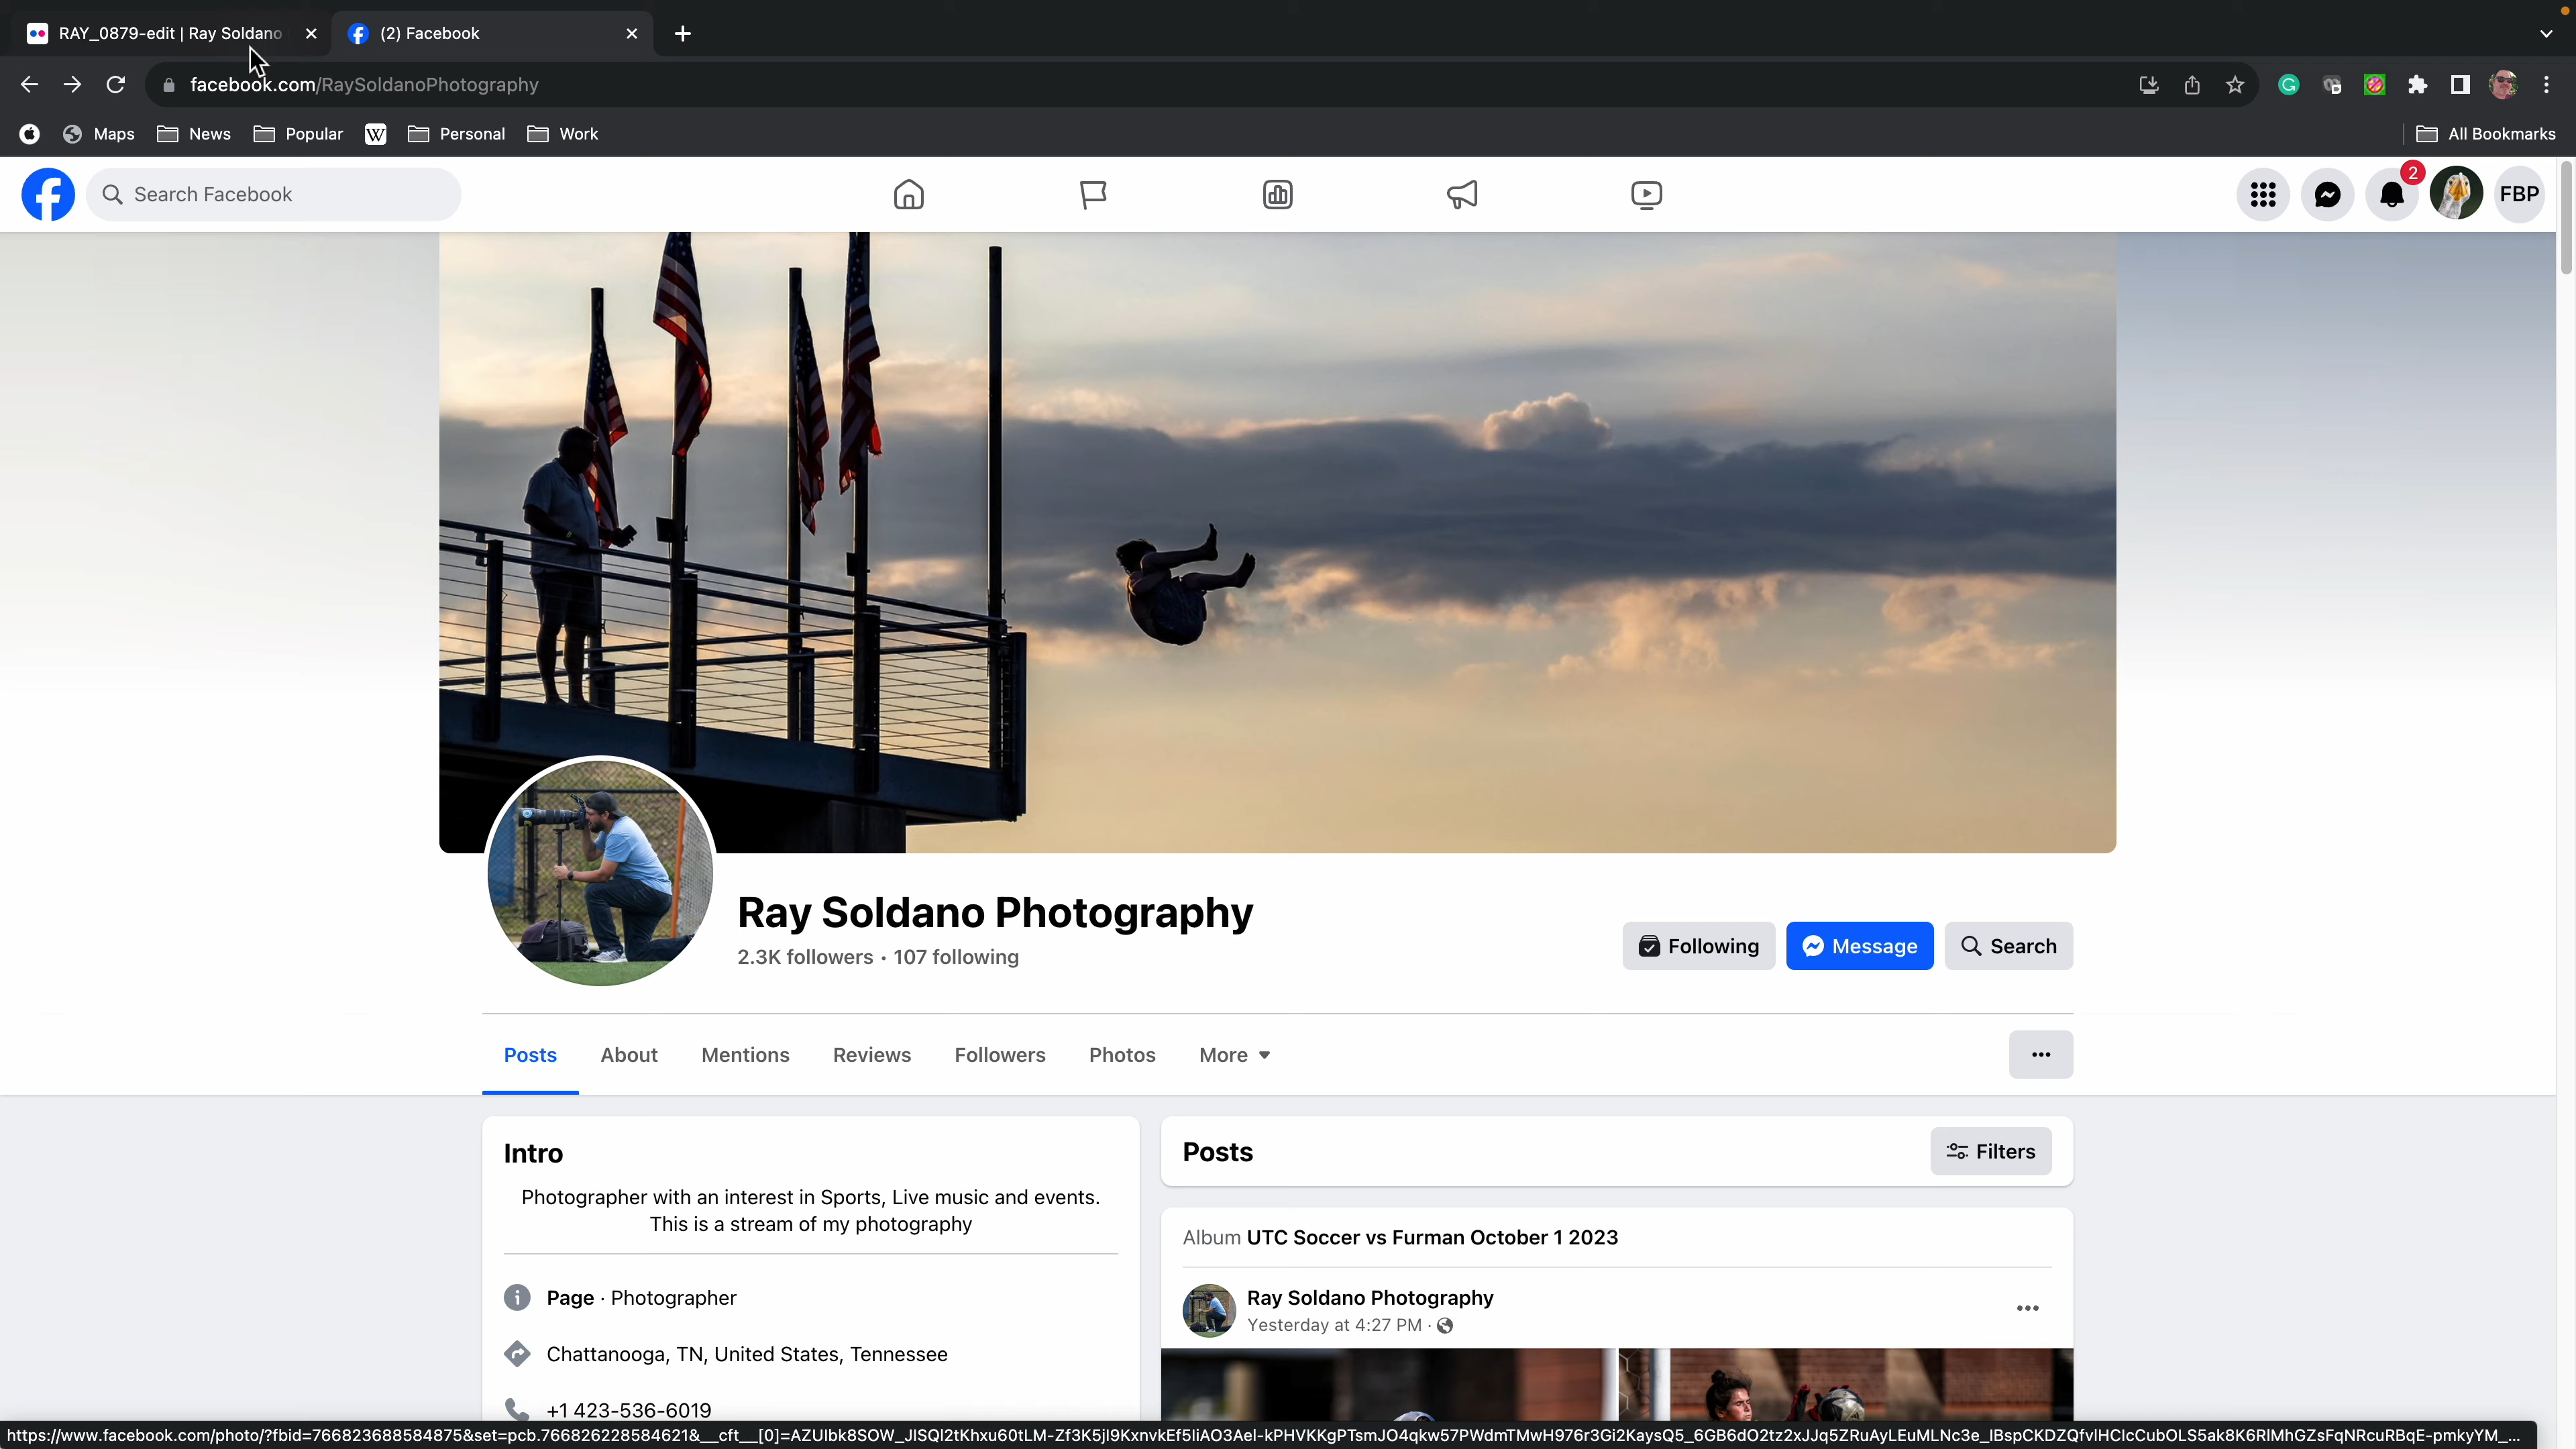 RAY_0879-edit | Ray Soldano
(2) Facebook
facebook.com/RaySoldanoPhotography
Maps
News
Popular
W
Personal
Work
All Bookmarks
Search Facebook
2
FBP
Ray Soldano Photography
2.3K followers • 107 following
Following
Message
Search
Posts
About
Mentions
Reviews
Followers
Photos
More
Intro
Photographer with an interest in Sports, Live music and events.
This is a stream of my photography
Page · Photographer
Chattanooga, TN, United States, Tennessee
+1 423-536-6019
Posts
Filters
Album UTC Soccer vs Furman October 1 2023
Ray Soldano Photography
Yesterday at 4:27 PM ·